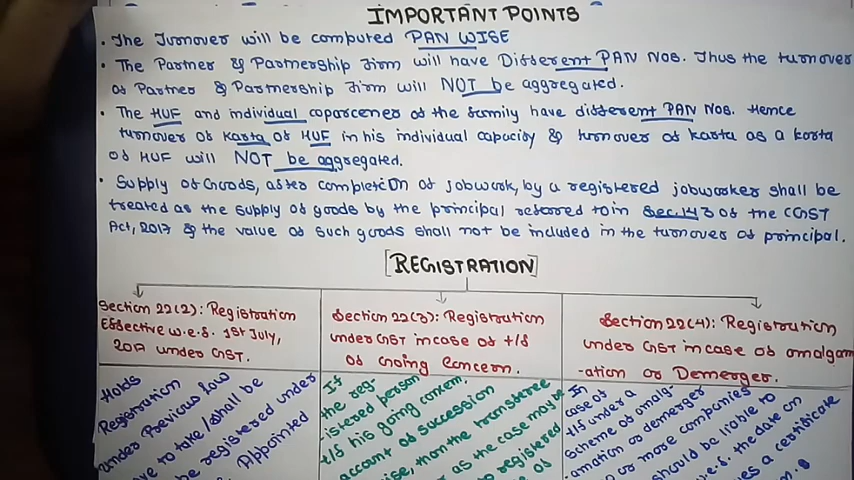 IMPORTANT POINTS
• The Turnover will be computed PAN WISE
• The Partner & Partnership Firm will have Different PAN Nos. Thus the turnover
of Partner & Partnership Firm will NOT be aggregated.
• The HUF and individual coparcener of the family have different PAN Nos. Hence
turnover of Karta of HUF in his individual capacity & turnover of Karta as a Karta
of HUF will NOT be aggregated.
• Supply of Goods, after completion of jobwork, by a registered jobworker shall be
treated as the supply of goods by the principal referred to in Sec. 143 of the CGST
Act, 2017 & the value of such goods shall not be included in the turnover of principal.
REGISTRATION
Section 22(2): Registration
Effective w.e.f. 1st July,
2017 under GST.
Holds
Registration
under Previous Law
to take/shall be
registered under
Appointed
Section 22(3): Registration
under GST in case of t/f
of Going Concern.
If
the reg-
istered person
t/f his going concern,
account of succession
than the transferee
as the case may be
to registered
of
Section 22(4): Registration
under GST in case of amalgam
-ation or Demerger.
In
case of
t/f under a
Scheme of amalg-
amation or demerger
or more companies
should be liable to
w.e.f. the date on
a certificate